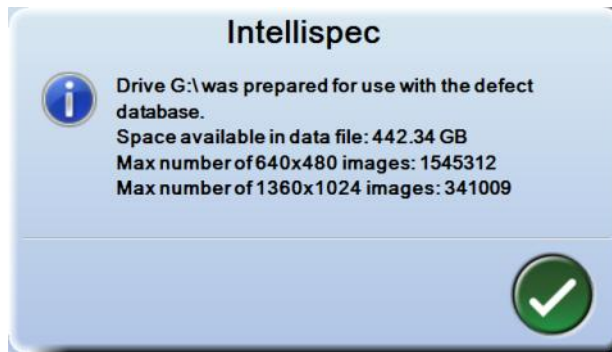 Intellispec
Drive G:\ was prepared for use with the defect
database.
Space available in data file: 442.34 GB
Max number of 640x480 images: 1545312
Max number of 1360x1024 images: 341009